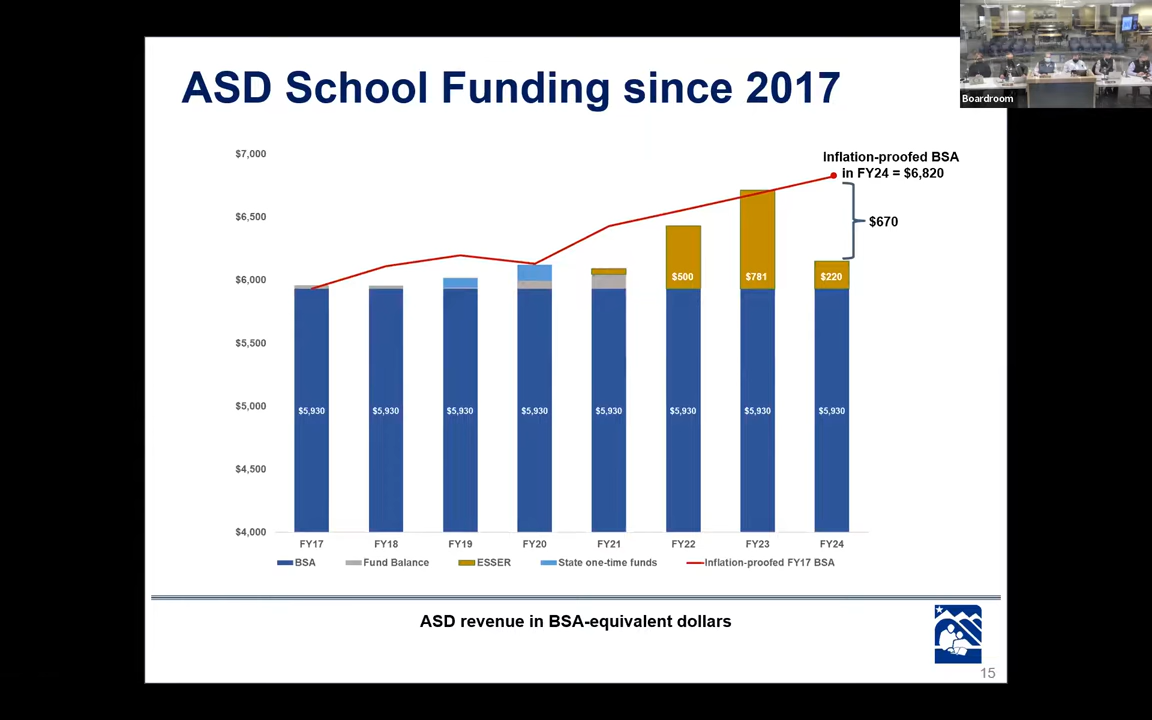 ASD School Funding since 2017
Boardroom
$7,000
$6,500
$6,000
$5,500
$5,000
$4,500
$4,000
Inflation-proofed BSA
in FY24 = $6,820
$670
$500
$781
$220
$5,930
$5,930
$5,930
$5,930
$5,930
$5,930
$5,930
$5,930
FY17
FY18
FY19
FY20
FY21
FY22
FY23
FY24
BSA
Fund Balance
ESSER
State one-time funds
Inflation-proofed FY17 BSA
ASD revenue in BSA-equivalent dollars
15